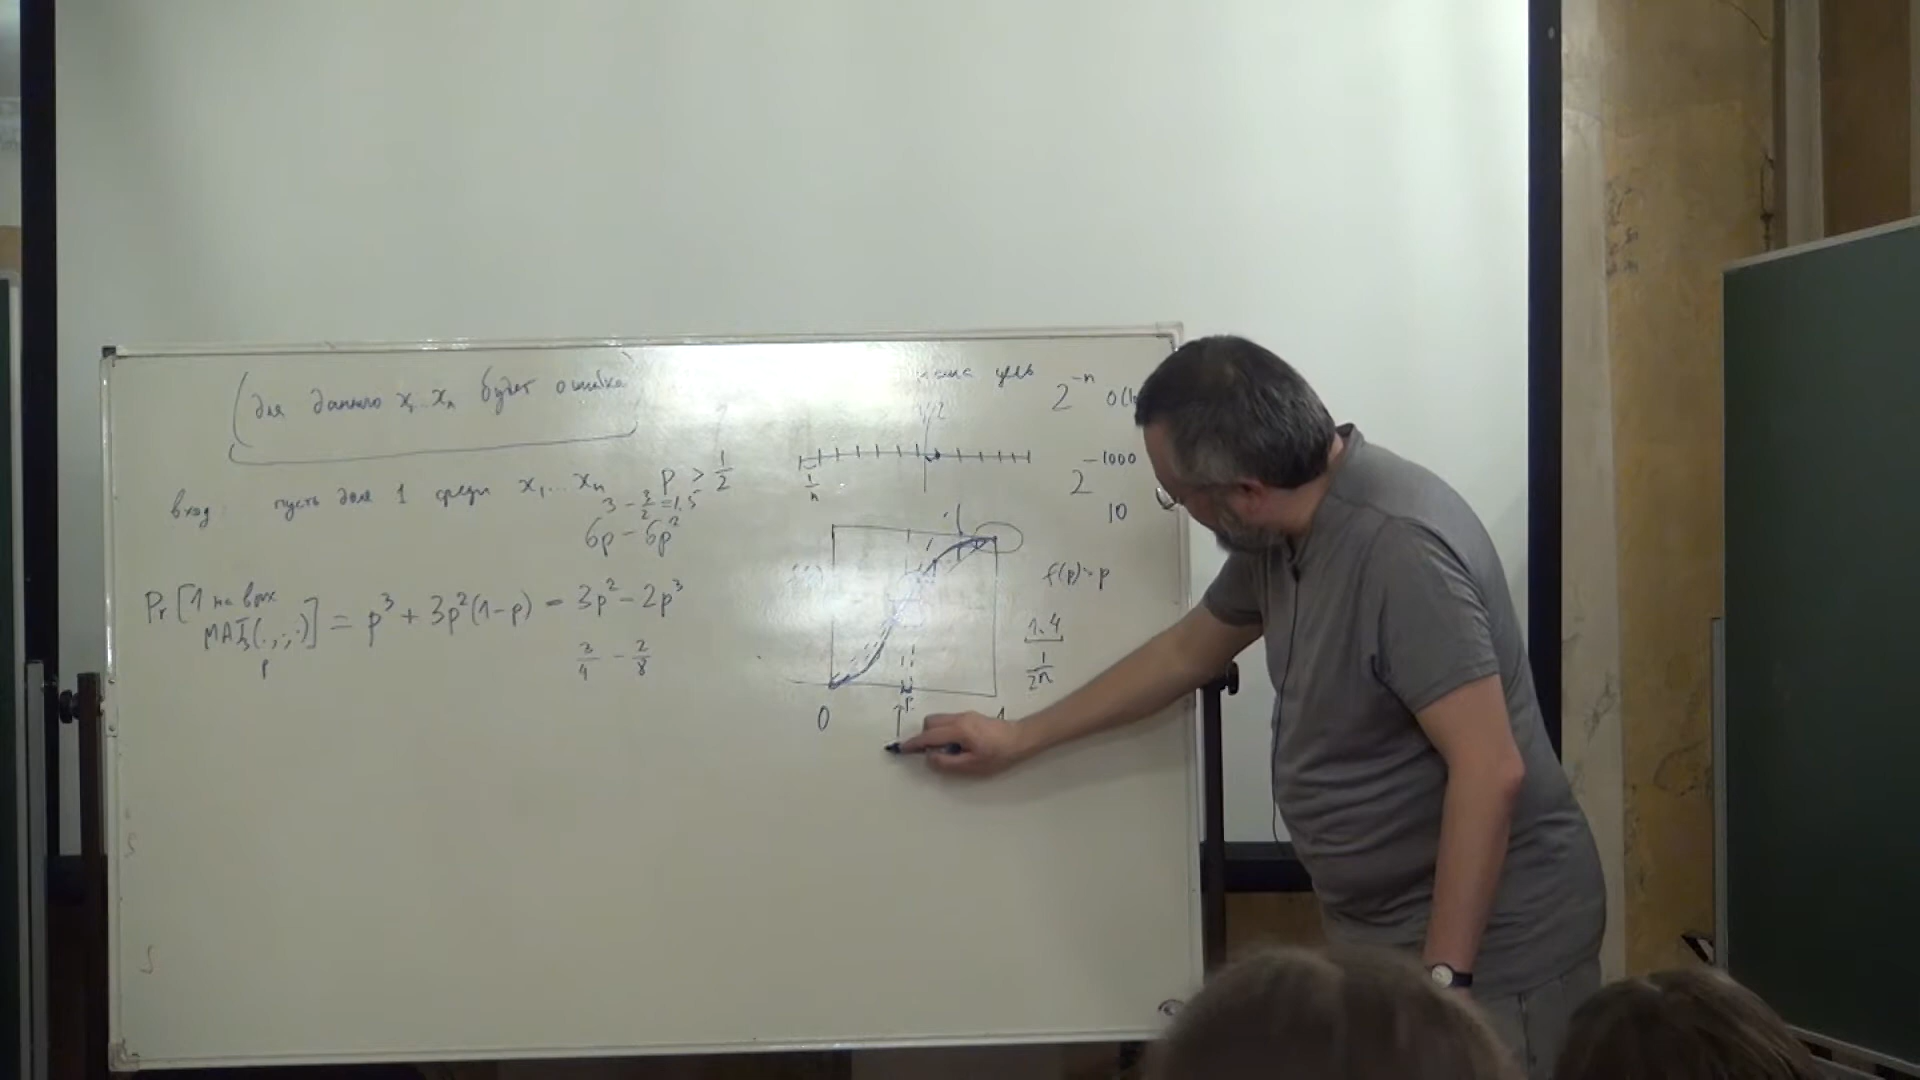 для данного x₁...xₙ будет ошибка
вход: пусть доля 1 среди x₁...xₙ p > 1/2
3 - 3/2 = 1,5
6p - 6p²
Pr [1 на вых
MAJ₃(.,.,.)] = p³ + 3p²(1-p) = 3p² - 2p³
p
3/4 - 2/8
1/2
1/n
2⁻ⁿ
2⁻¹⁰⁰⁰
10
f(p)>p
1.4
1/2n
0
p
1